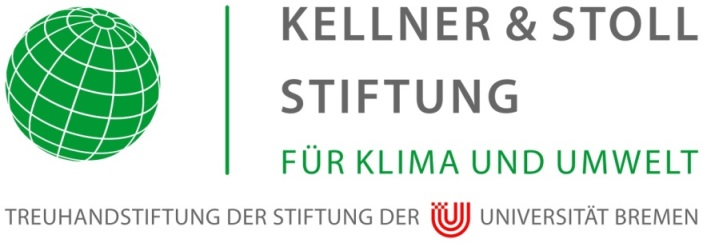 KELLNER & STOLL
STIFTUNG
FÜR KLIMA UND UMWELT
TREUHANDSTIFTUNG DER STIFTUNG DER UNIVERSITÄT BREMEN